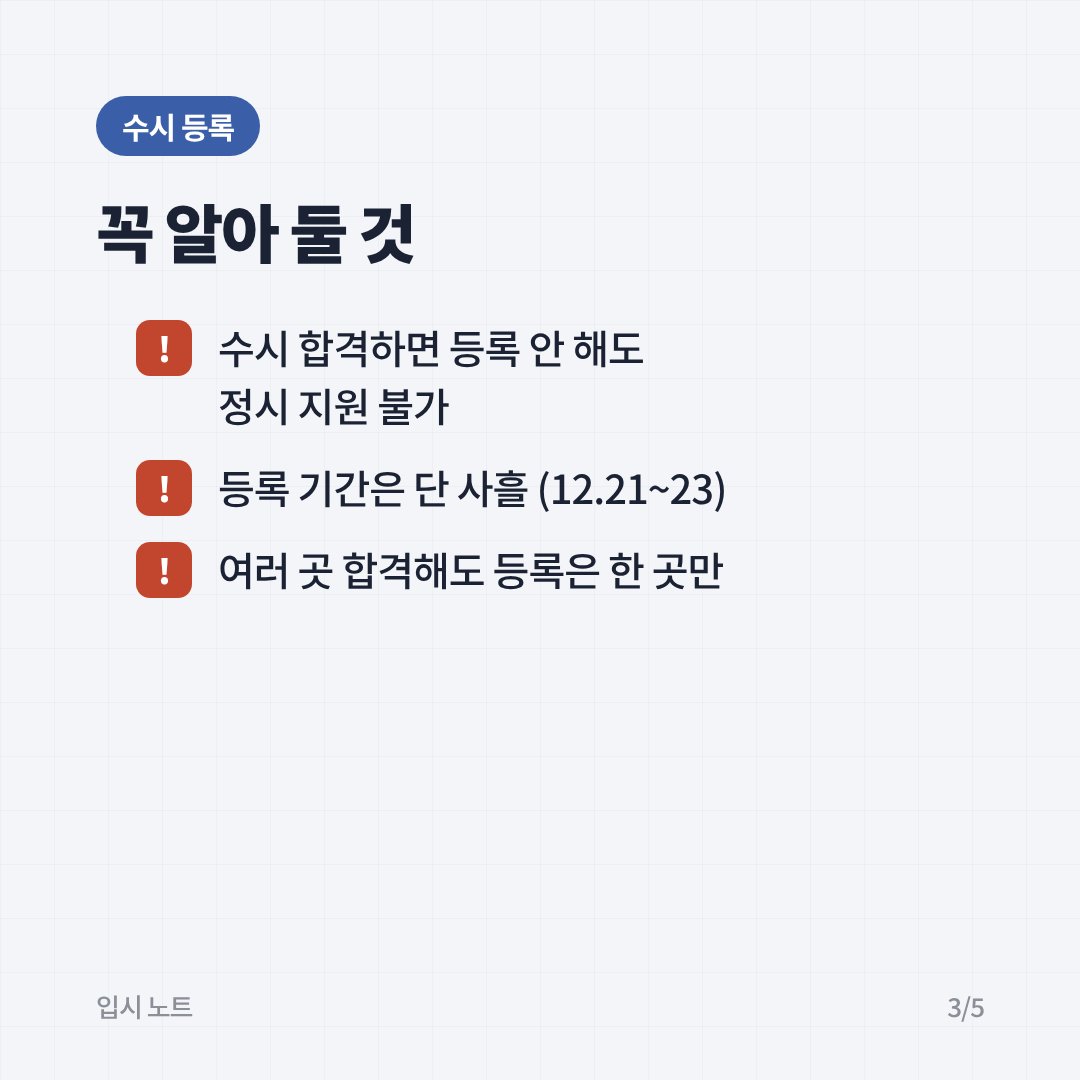 수시 등록
꼭 알아 둘 것
! 수시 합격하면 등록 안 해도
정시 지원 불가
! 등록 기간은 단 사흘 (12.21~23)
! 여러 곳 합격해도 등록은 한 곳만
입시 노트
3/5